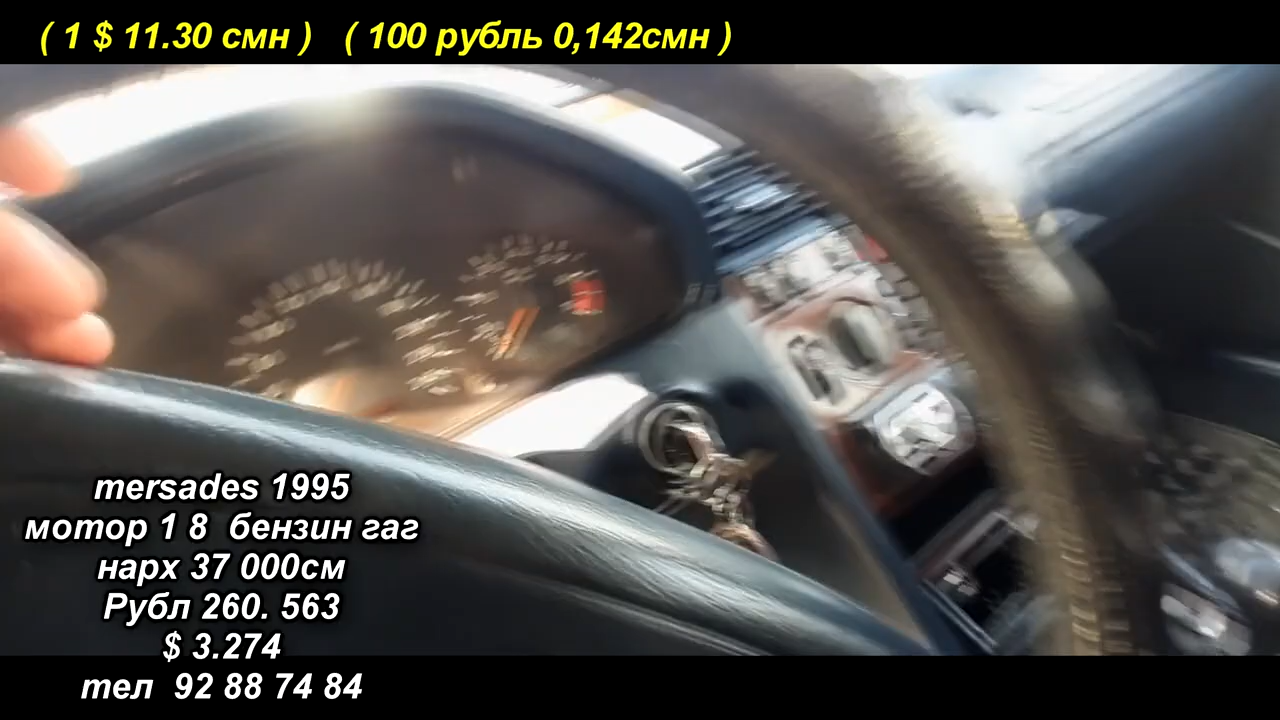 ( 1 $ 11.30 смн ) ( 100 рубль 0,142смн )
mersades 1995
мотор 1 8 бензин гаг
нарх 37 000см
Рубл 260. 563
$ 3.274
тел 92 88 74 84